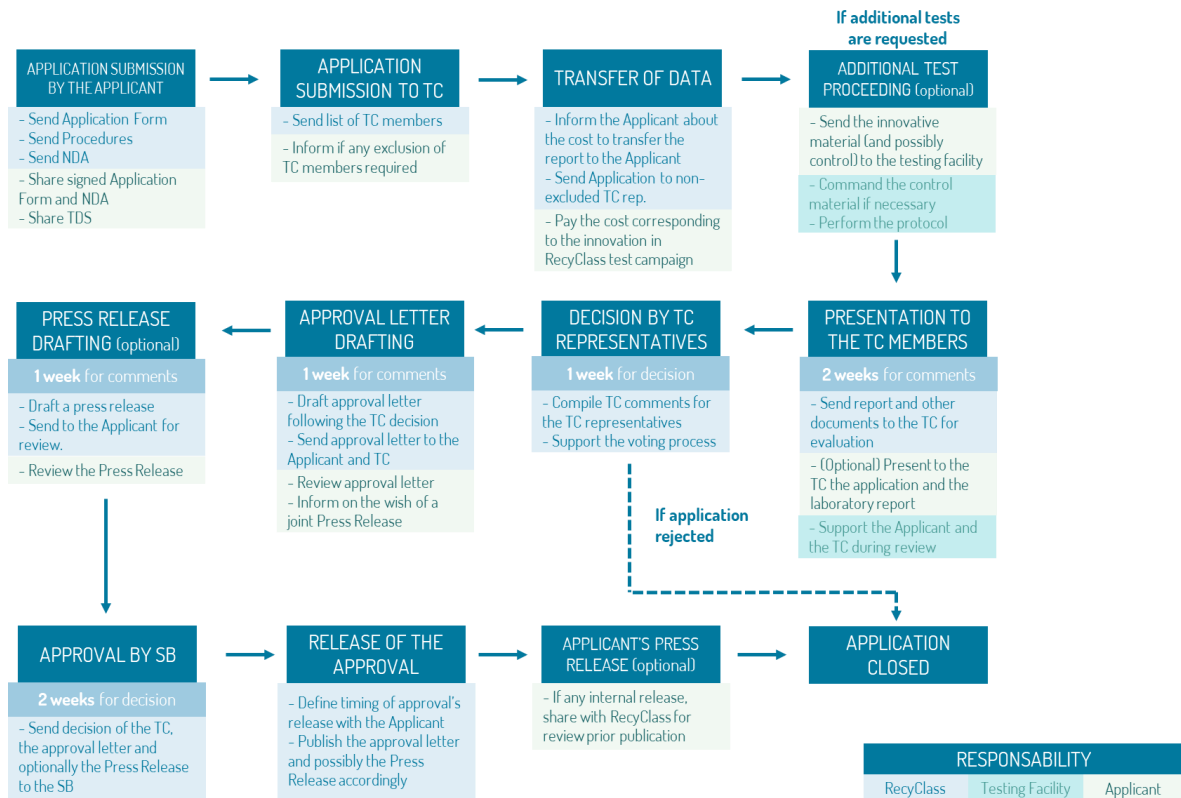 If additional tests
are requested
APPLICATION SUBMISSION
BY THE APPLICANT
- Send Application Form
- Send Procedures
- Send NDA
- Share signed Application
Form and NDA
- Share TDS
APPLICATION
SUBMISSION TO TC
- Send list of TC members
- Inform if any exclusion of
TC members required
TRANSFER OF DATA
- Inform the Applicant about
the cost to transfer the
report to the Applicant
- Send Application to non-
excluded TC rep.
- Pay the cost corresponding
to the innovation in
RecyClass test campaign
ADDITIONAL TEST
PROCEEDING (optional)
- Send the innovative
material (and possibly
control) to the testing facility
- Command the control
material if necessary
- Perform the protocol
PRESS RELEASE
DRAFTING (optional)
1 week for comments
- Draft a press release
- Send to the Applicant for
review.
- Review the Press Release
APPROVAL LETTER
DRAFTING
1 week for comments
- Draft approval letter
following the TC decision
- Send approval letter to the
Applicant and TC
- Review approval letter
- Inform on the wish of a
joint Press Release
DECISION BY TC
REPRESENTATIVES
1 week for decision
- Compile TC comments for
the TC representatives
- Support the voting process
If application
rejected
PRESENTATION TO
THE TC MEMBERS
2 weeks for comments
- Send report and other
documents to the TC for
evaluation
- (Optional) Present to the
TC the application and the
laboratory report
- Support the Applicant and
the TC during review
APPROVAL BY SB
2 weeks for decision
- Send decision of the TC,
the approval letter and
optionally the Press Release
to the SB
RELEASE OF THE
APPROVAL
- Define timing of approval's
release with the Applicant
- Publish the approval letter
and possibly the Press
Release accordingly
APPLICANT'S PRESS
RELEASE (optional)
- If any internal release,
share with RecyClass for
review prior publication
APPLICATION
CLOSED
RESPONSABILITY
RecyClass Testing Facility Applicant